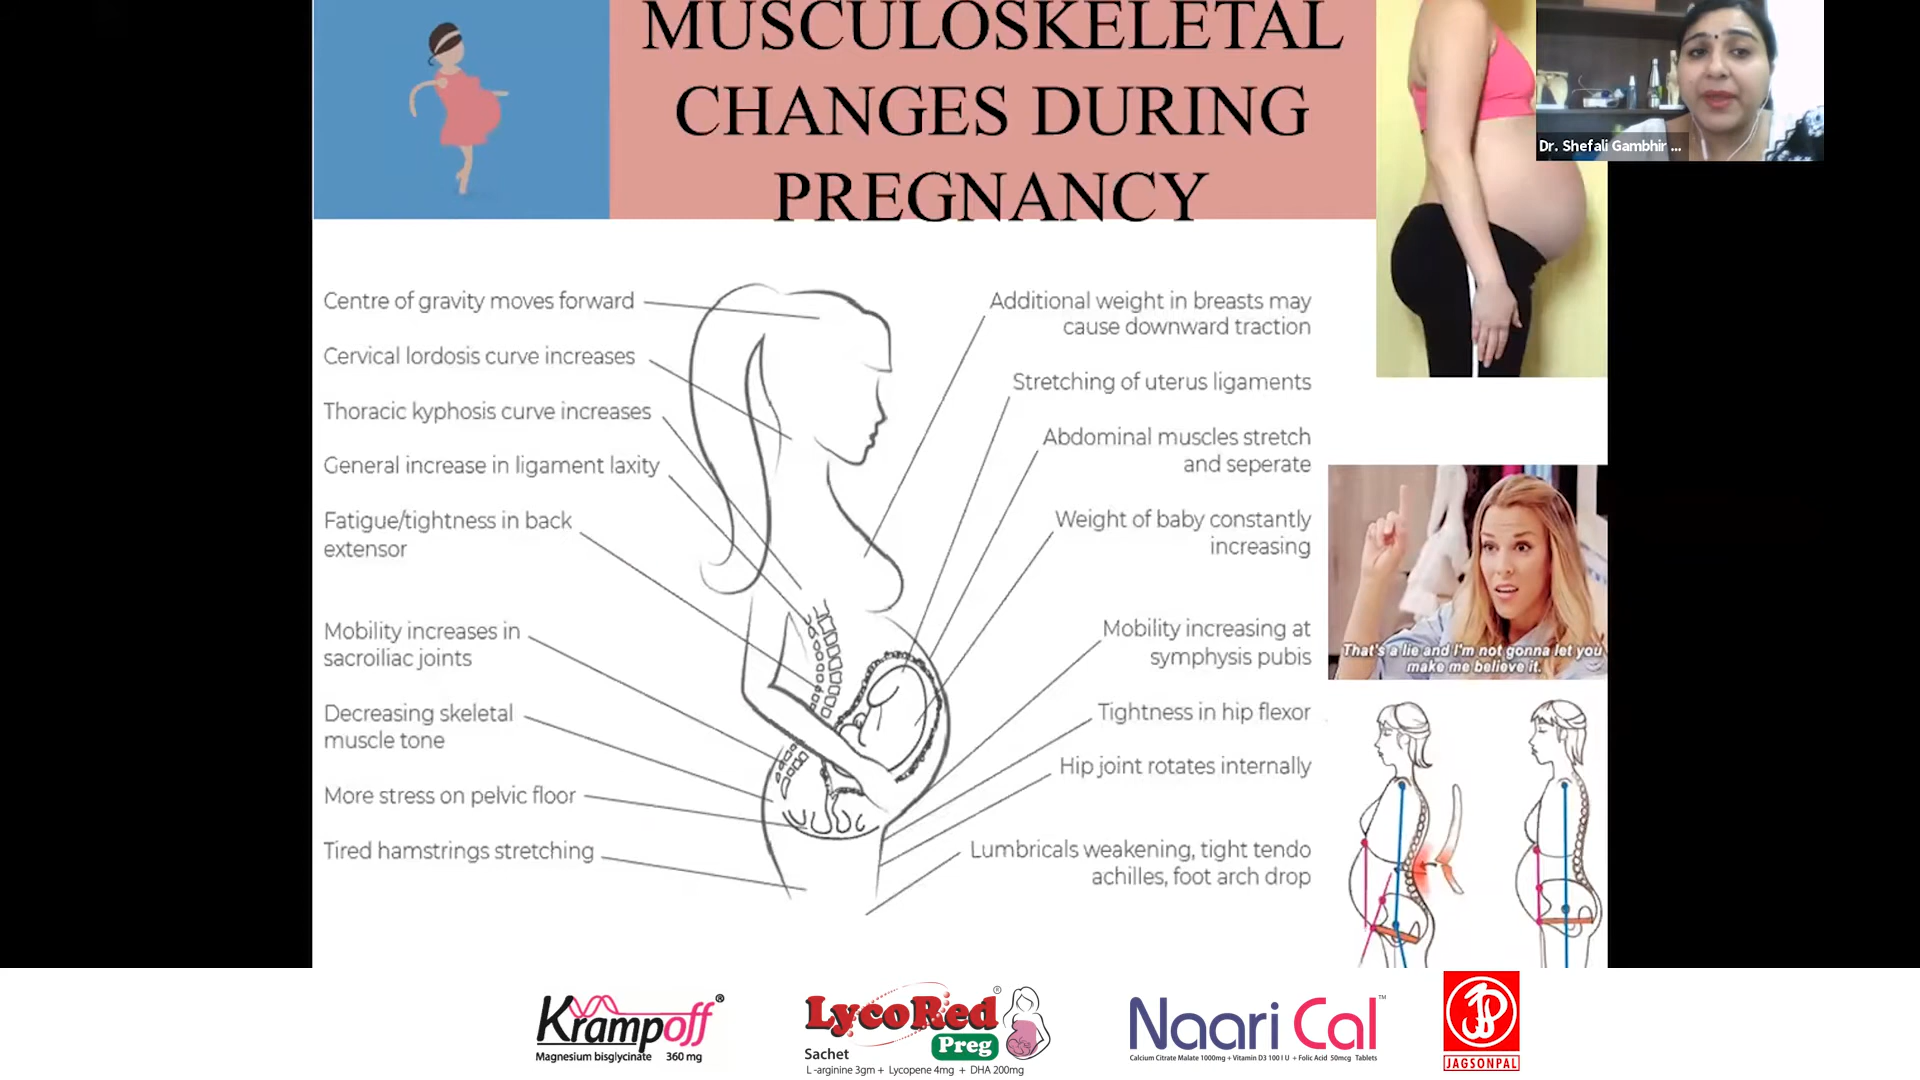 MUSCULOSKELETAL
CHANGES DURING
PREGNANCY
Dr. Shefali Gambhir ...
Centre of gravity moves forward
Cervical lordosis curve increases
Thoracic kyphosis curve increases
General increase in ligament laxity
Fatigue/tightness in back
extensor
Mobility increases in
sacroiliac joints
Decreasing skeletal
muscle tone
More stress on pelvic floor
Tired hamstrings stretching
Additional weight in breasts may
cause downward traction
Stretching of uterus ligaments
Abdominal muscles stretch
and seperate
Weight of baby constantly
increasing
Mobility increasing at
symphysis pubis
Tightness in hip flexor
Hip joint rotates internally
Lumbricals weakening, tight tendo
achilles, foot arch drop
That's a lie and I'm not gonna let you
make me believe it.
Krampoff®
Magnesium bisglycinate 360 mg
LycoRed®
Preg
Sachet
L-arginine 3gm + Lycopene 4mg + DHA 200mg
Naari Cal™
Calcium Citrate Malate 1000mg + Vitamin D3 100 I U + Folic Acid 50mcg Tablets
JAGSONPAL